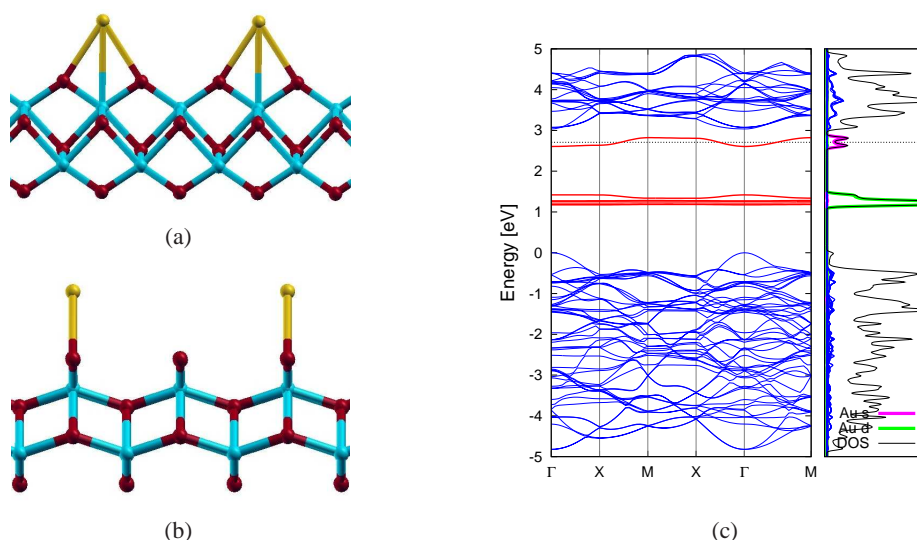 (a)
(b)
Energy [eV]
5
4
3
2
1
0
-1
-2
-3
-4
-5
Γ X M X Γ M
Au s
Au d
DOS
(c)